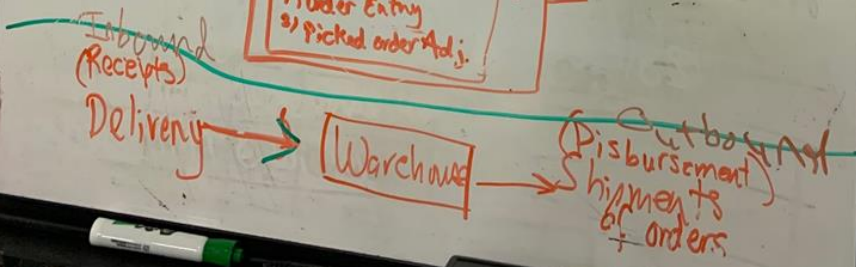 Order Entry
3) Picked order Adj.
Inbound
(Receipts)
Delivery
Warehouse
Outbound
(Disbursement)
Shipments
of orders